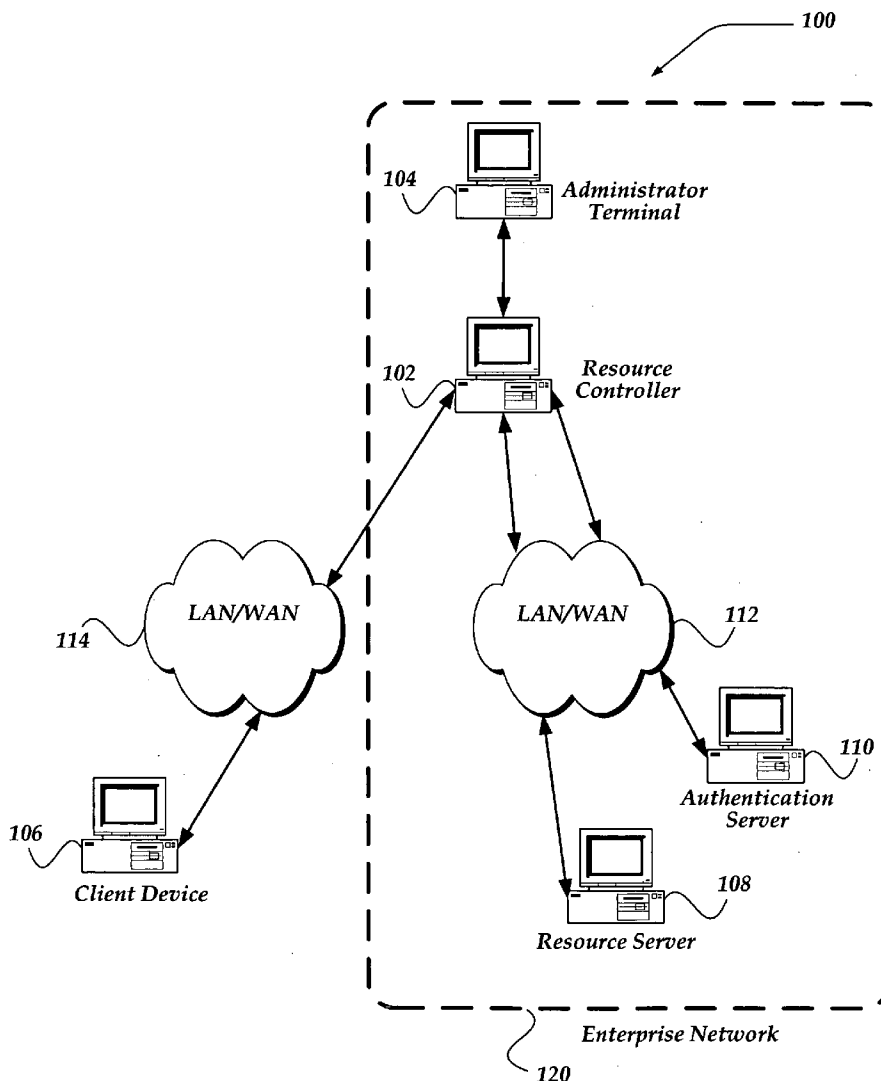 100
104
Administrator
Terminal
102
Resource
Controller
LAN/WAN
114
LAN/WAN
112
110
Authentication
Server
106
Client Device
108
Resource Server
Enterprise Network
120